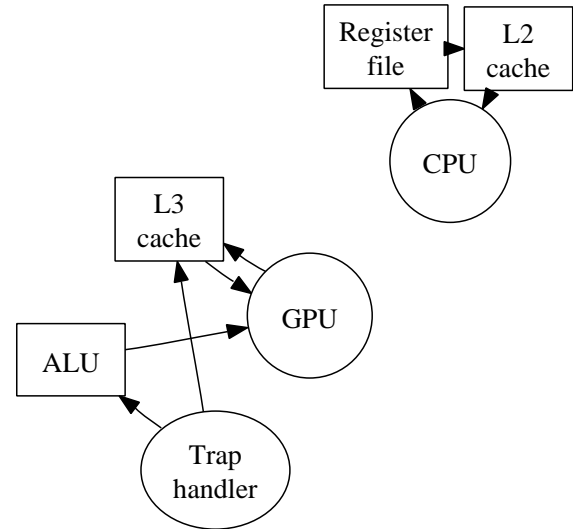 Register
file
L2
cache
CPU
L3
cache
GPU
ALU
Trap
handler